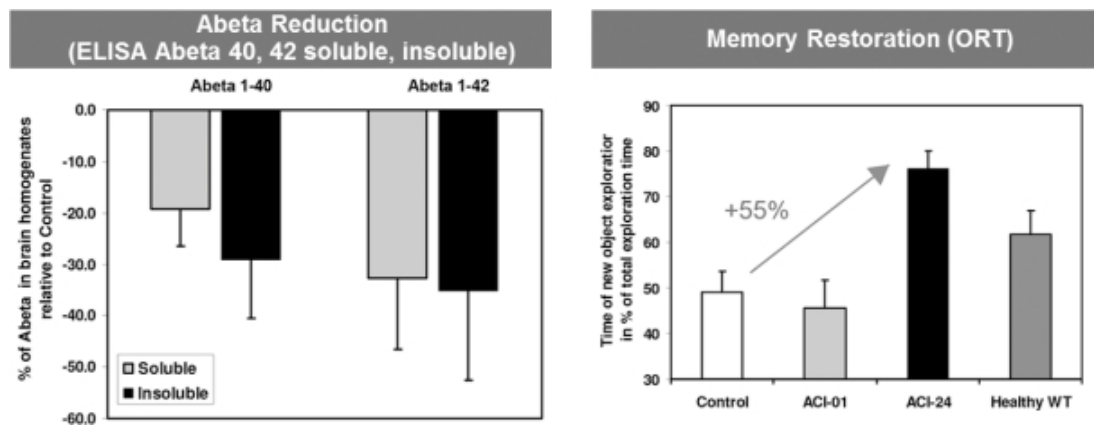 Abeta Reduction
(ELISA Abeta 40, 42 soluble, insoluble)
Abeta 1-40
Abeta 1-42
% of Abeta in brain homogenates
relative to Control
0.0
-10.0
-20.0
-30.0
-40.0
-50.0
-60.0
Soluble
Insoluble
Memory Restoration (ORT)
Time of new object exploration
in % of total exploration time
90
80
70
60
50
40
30
+55%
Control
ACI-01
ACI-24
Healthy WT